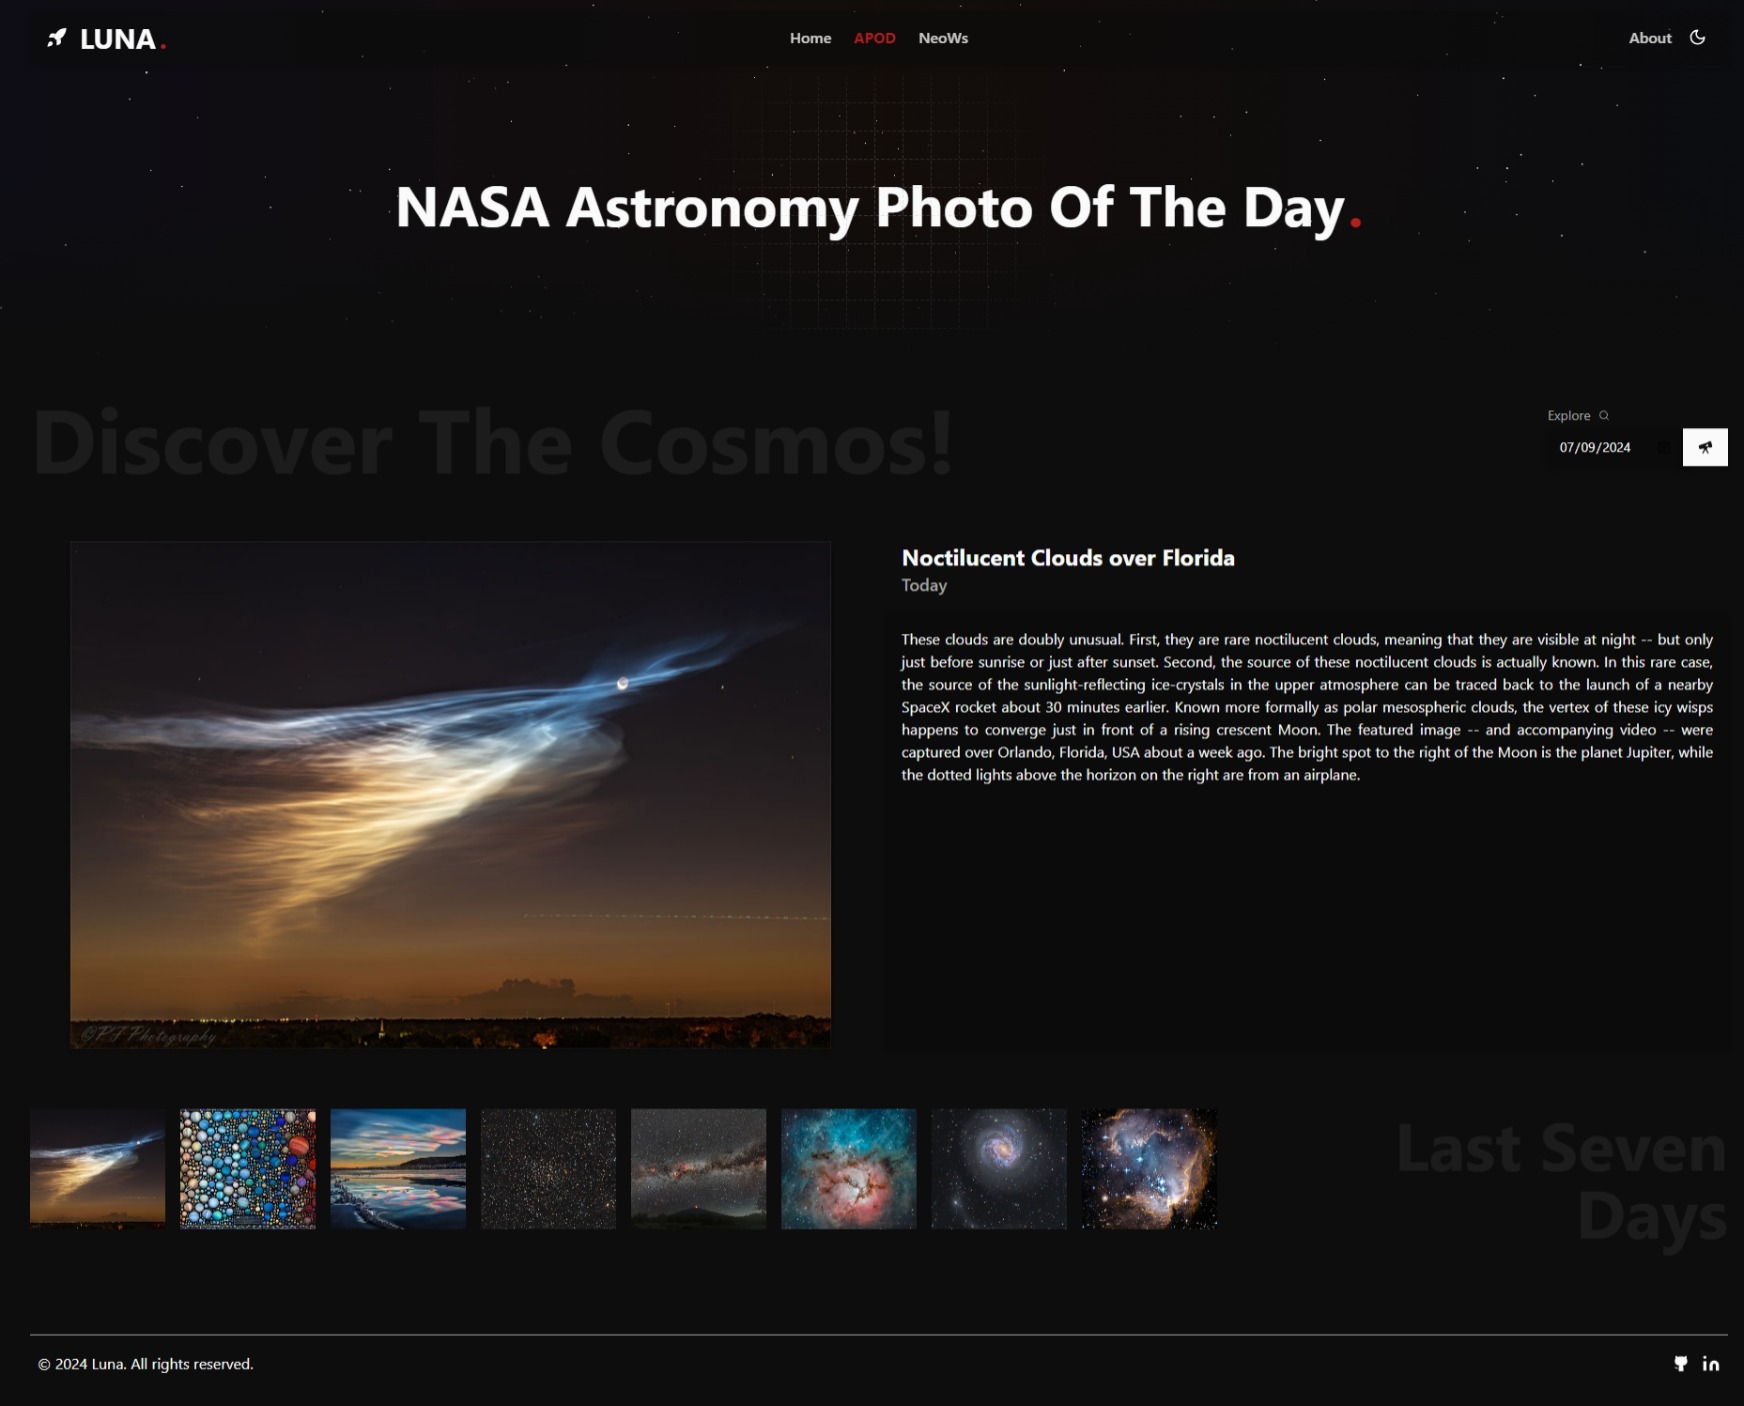 LUNA.
Home APOD NeoWs
About
NASA Astronomy Photo Of The Day.
Discover The Cosmos!
Explore
07/09/2024
Noctilucent Clouds over Florida
Today
These clouds are doubly unusual. First, they are rare noctilucent clouds, meaning that they are visible at night -- but only
just before sunrise or just after sunset. Second, the source of these noctilucent clouds is actually known. In this rare case,
the source of the sunlight-reflecting ice-crystals in the upper atmosphere can be traced back to the launch of a nearby
SpaceX rocket about 30 minutes earlier. Known more formally as polar mesospheric clouds, the vertex of these icy wisps
happens to converge just in front of a rising crescent Moon. The featured image -- and accompanying video -- were
captured over Orlando, Florida, USA about a week ago. The bright spot to the right of the Moon is the planet Jupiter, while
the dotted lights above the horizon on the right are from an airplane.
©PJ Photography
Last Seven
Days
© 2024 Luna. All rights reserved.
in